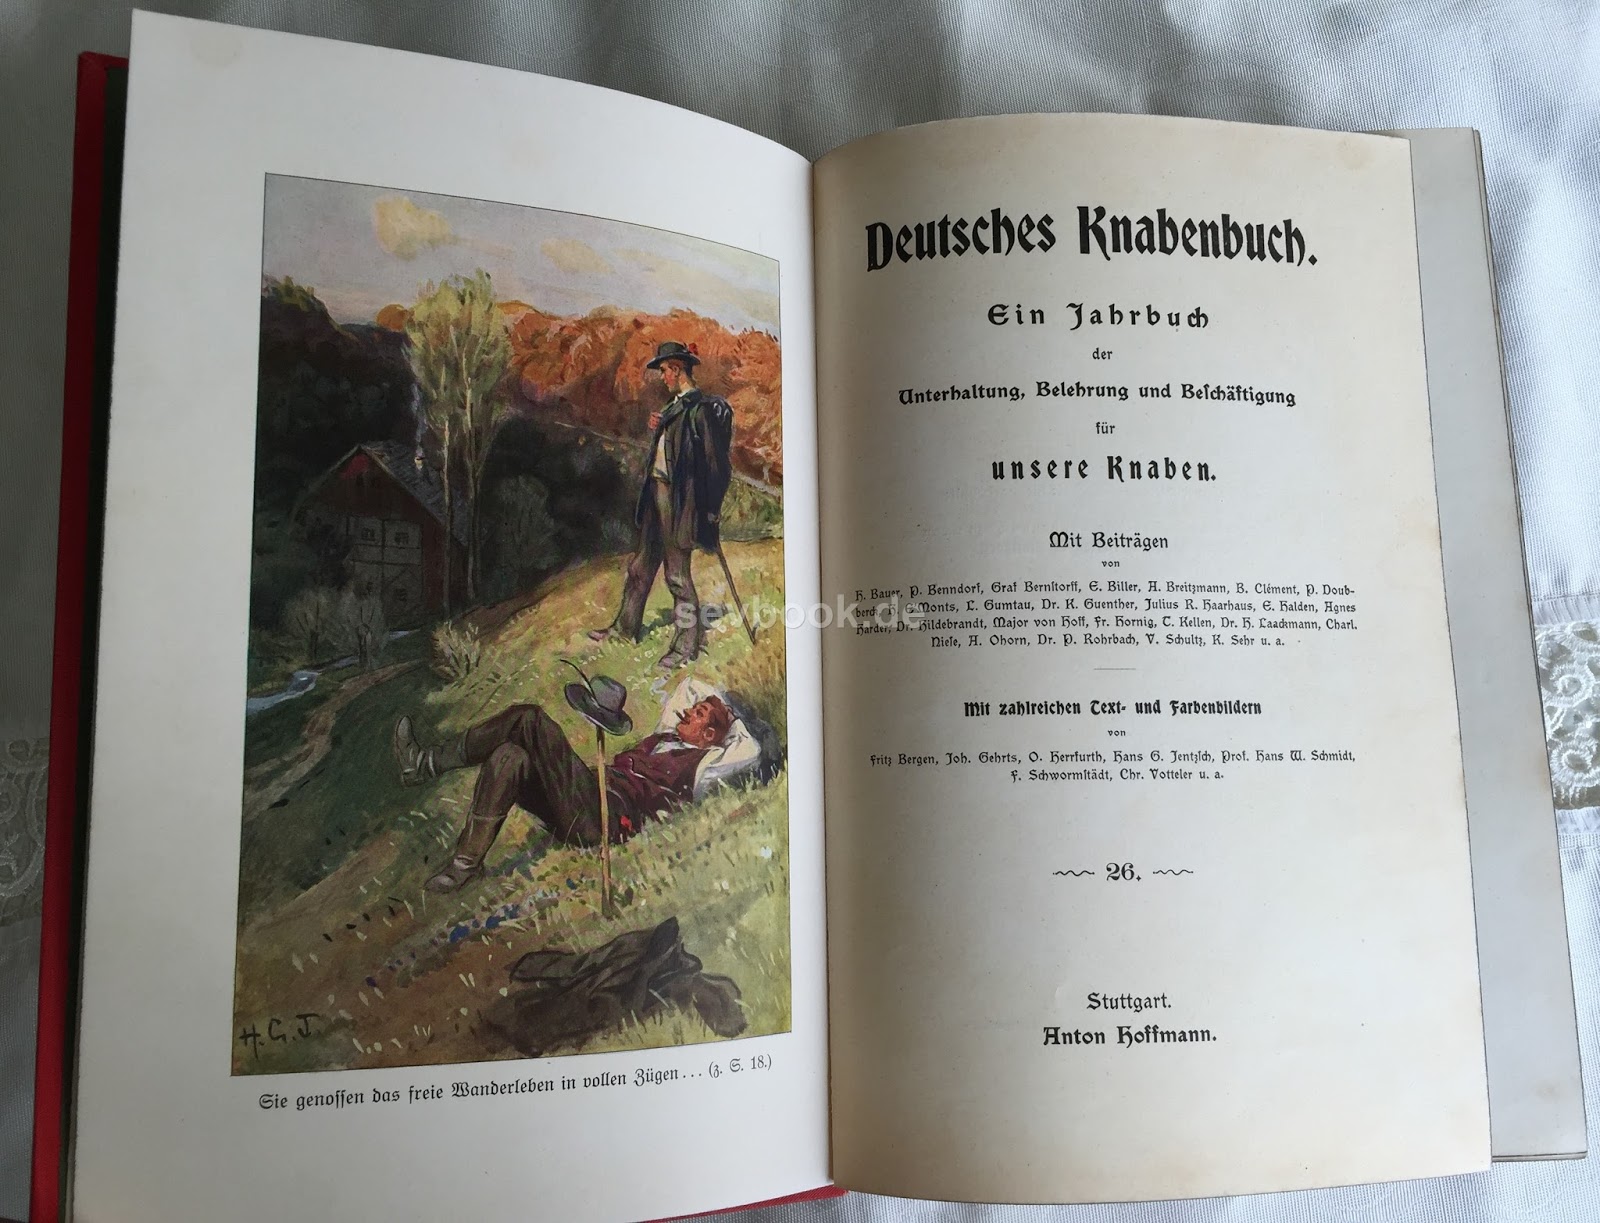 H. G. J.
Sie genossen das freie Wanderleben in vollen Zügen... (z. S. 18.)
Deutsches Knabenbuch.
Ein Jahrbuch
der
Unterhaltung, Belehrung und Beschäftigung
für
unsere Knaben.
Mit Beiträgen
von
H. Bauer, P. Benndorf, Graf Bernstorff, E. Biller, A. Breitzmann, B. Clément, P. Doub-
berck, H. G. Monts, L. Gumtau, Dr. K. Guenther, Julius R. Haarhaus, E. Halden, Agnes
Harder, Dr. Hildebrandt, Major von Hoff, Fr. Hornig, T. Kellen, Dr. H. Laackmann, Charl.
Niese, A. Ohorn, Dr. P. Rohrbach, V. Schultz, K. Sehr u. a.
Mit zahlreichen Text- und Farbenbildern
von
Fritz Bergen, Joh. Gehrts, O. Herrfurth, Hans G. Jentzsch, Prof. Hans W. Schmidt,
F. Schwormstädt, Chr. Votteler u. a.
26.
Stuttgart.
Anton Hoffmann.
sevbook.de